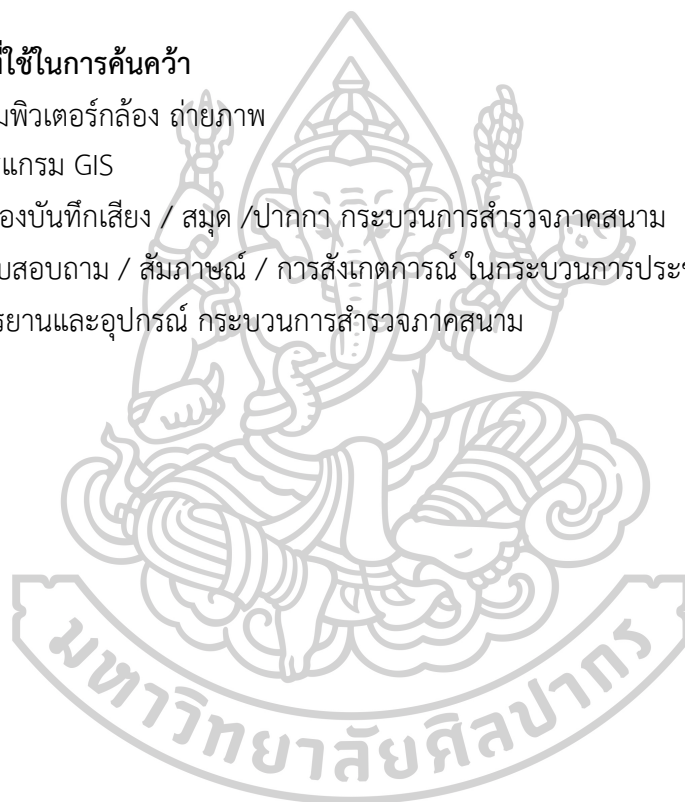 ที่ใช้ในการค้นคว้า
มพิวเตอร์กล้อง ถ่ายภาพ
รแกรม GIS
องบันทึกเสียง / สมุด /ปากกา กระบวนการสำรวจภาคสนาม
บสอบถาม / สัมภาษณ์ / การสังเกตการณ์ ในกระบวนการประช
รยานและอุปกรณ์ กระบวนการสำรวจภาคสนาม
มหาวิทยาลัยศิลปากร